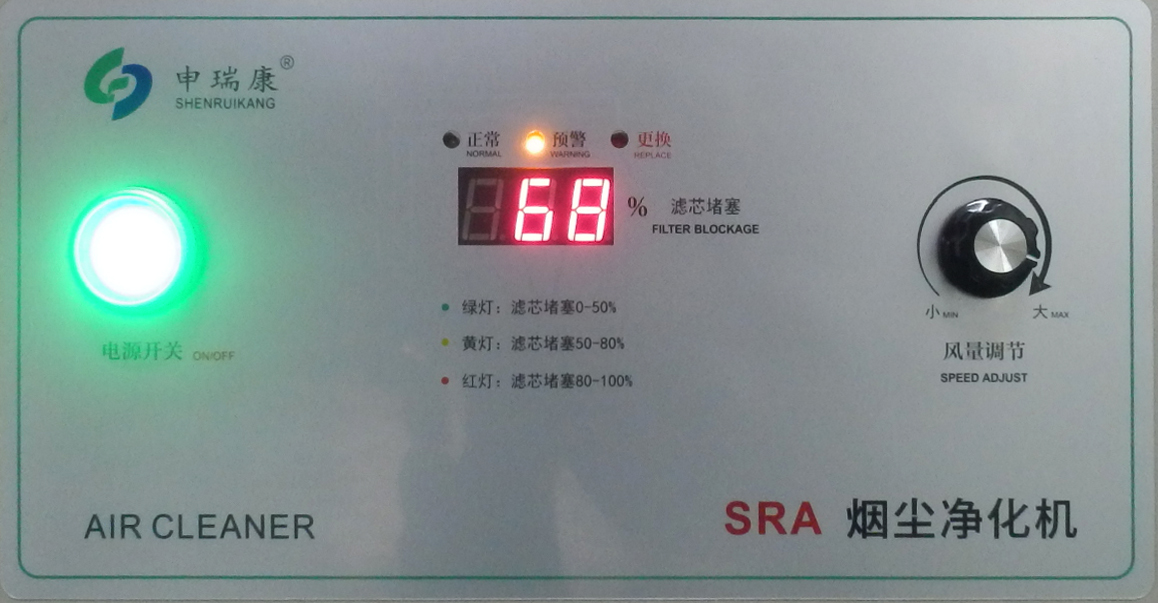 申瑞康®
SHENRUIKANG
正常 预警 更换
NORMAL WARNING REPLACE
68 % 滤芯堵塞
FILTER BLOCKAGE
绿灯：滤芯堵塞0-50%
黄灯：滤芯堵塞50-80%
红灯：滤芯堵塞80-100%
电源开关 ON/OFF
小 MIN 大 MAX
风量调节
SPEED ADJUST
AIR CLEANER
SRA 烟尘净化机